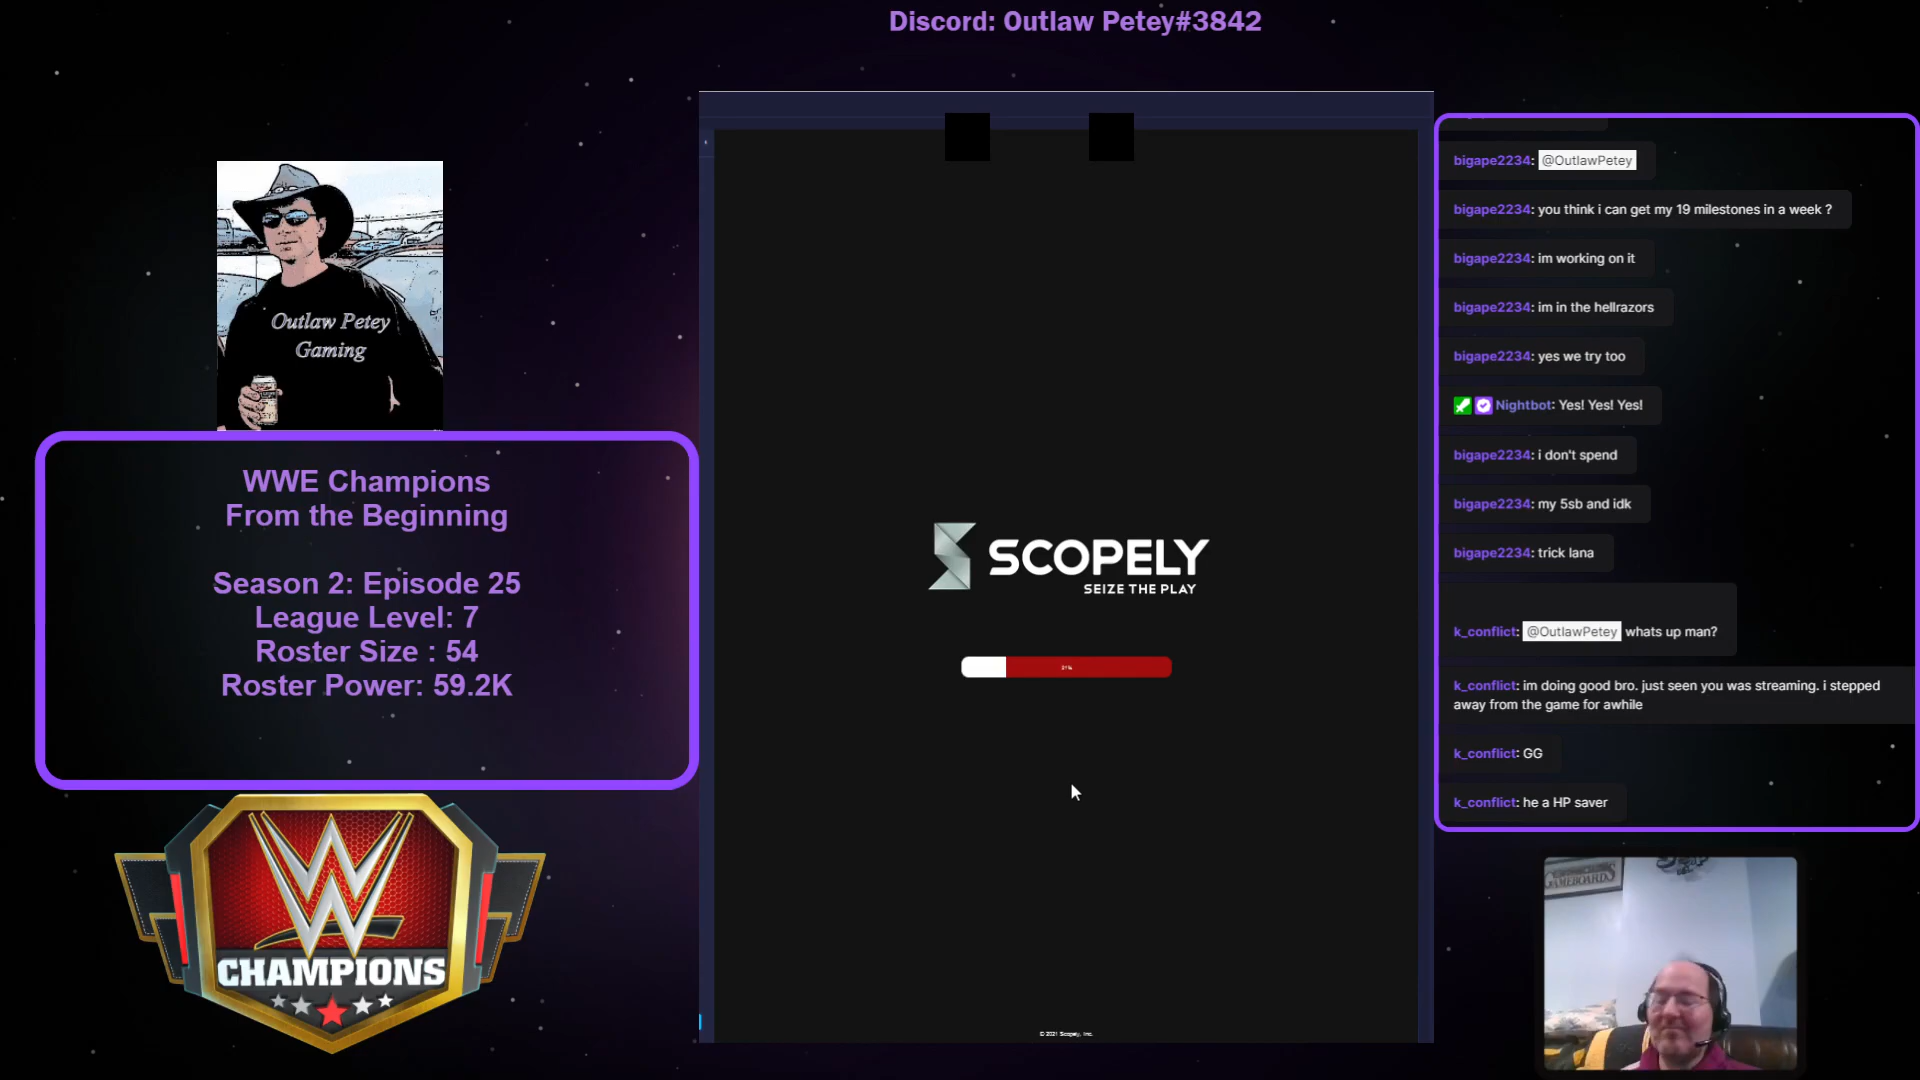 Discord: Outlaw Petey#3842
Outlaw Petey
Gaming
WWE Champions
From the Beginning
Season 2: Episode 25
League Level: 7
Roster Size : 54
Roster Power: 59.2K
CHAMPIONS
SCOPELY
SEIZE THE PLAY
21%
© 2021 Scopely, Inc.
bigape2234: @OutlawPetey
bigape2234: you think i can get my 19 milestones in a week ?
bigape2234: im working on it
bigape2234: im in the hellrazors
bigape2234: yes we try too
Nightbot: Yes! Yes! Yes!
bigape2234: i don't spend
bigape2234: my 5sb and idk
bigape2234: trick lana
k_conflict: @OutlawPetey whats up man?
k_conflict: im doing good bro. just seen you was streaming. i stepped
away from the game for awhile
k_conflict: GG
k_conflict: he a HP saver
GAMEBOARDS